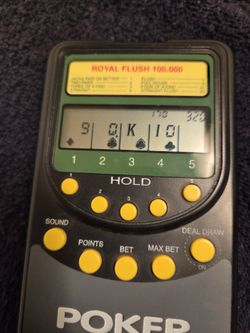 ROYAL FLUSH 100,000
JACKS PAIR OR BETTER
TWO PAIRS
THREE OF A KIND
STRAIGHT
FLUSH
FULL HOUSE
FOUR OF A KIND
STRAIGHT FLUSH
9 Q K 10
1 2 3 4 5
HOLD
SOUND
POINTS
BET
MAX BET
DEAL DRAW
ON
POKER